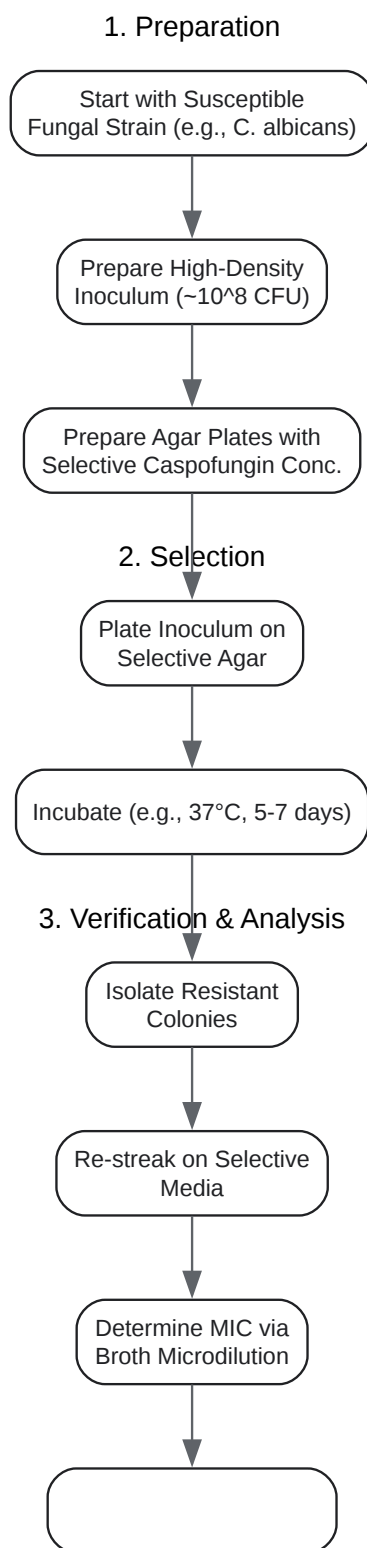 1. Preparation
Start with Susceptible
Fungal Strain (e.g., C. albicans)
Prepare High-Density
Inoculum (~10^8 CFU)
Prepare Agar Plates with
Selective Caspofungin Conc.
2. Selection
Plate Inoculum on
Selective Agar
Incubate (e.g., 37°C, 5-7 days)
3. Verification & Analysis
Isolate Resistant
Colonies
Re-streak on Selective
Media
Determine MIC via
Broth Microdilution